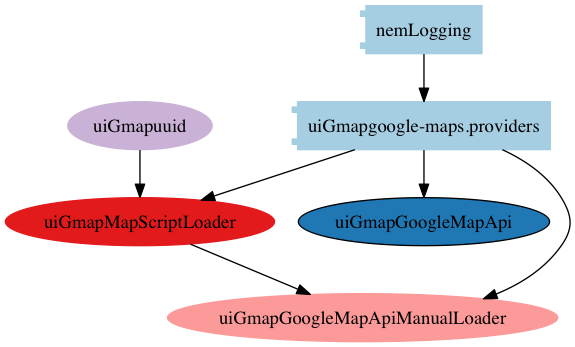 nemLogging
uiGmapuuid
uiGmapgoogle-maps.providers
uiGmapMapScriptLoader
uiGmapGoogleMapApi
uiGmapGoogleMapApiManualLoader